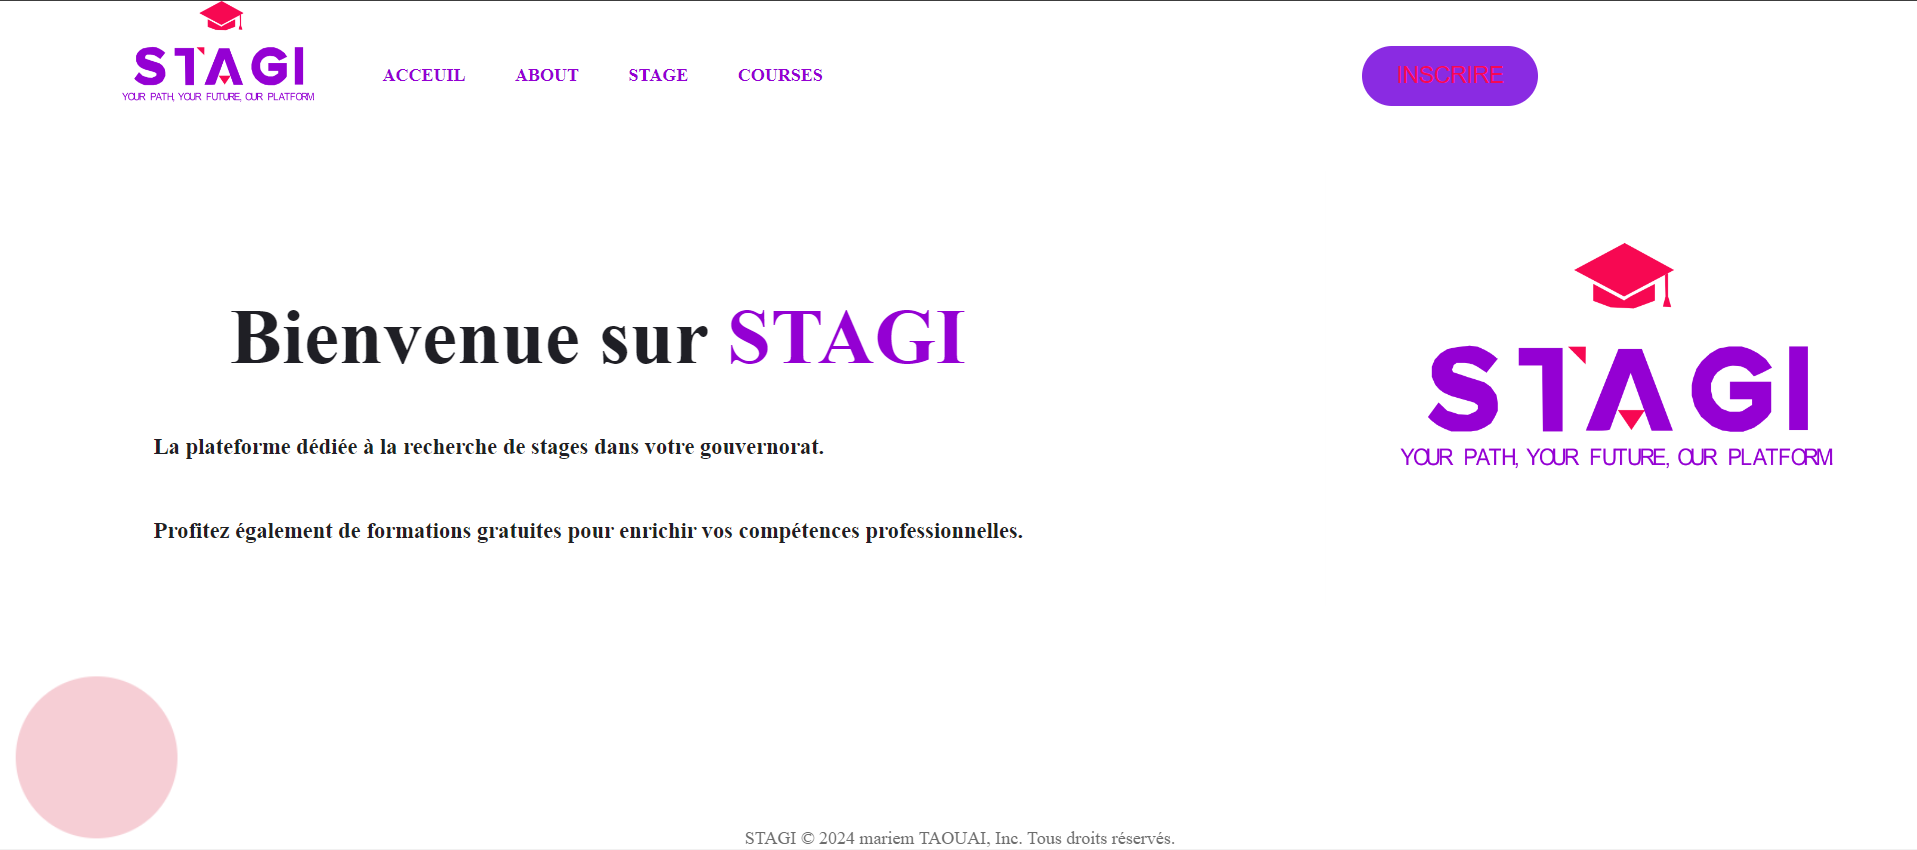 STAGI
YOUR PATH, YOUR FUTURE, OUR PLATFORM
ACCEUIL ABOUT STAGE COURSES
INSCRIRE
Bienvenue sur STAGI
La plateforme dédiée à la recherche de stages dans votre gouvernorat.
Profitez également de formations gratuites pour enrichir vos compétences professionnelles.
STAGI
YOUR PATH, YOUR FUTURE, OUR PLATFORM
STAGI © 2024 mariem TAOUAI, Inc. Tous droits réservés.